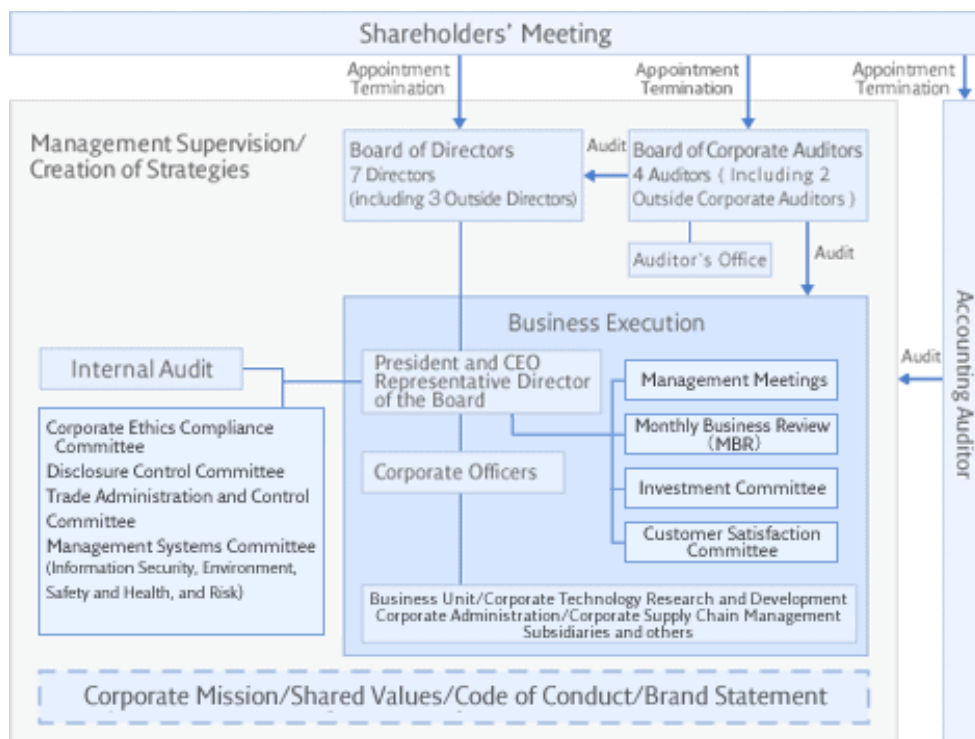 Shareholders' Meeting
Appointment
Termination
Appointment
Termination
Appointment
Termination
Management Supervision/
Creation of Strategies
Board of Directors
7 Directors
(including 3 Outside Directors)
Audit
Board of Corporate Auditors
4 Auditors ( Including 2
Outside Corporate Auditors )
Auditor's Office
Audit
Business Execution
Internal Audit
President and CEO
Representative Director
of the Board
Management Meetings
Monthly Business Review
(MBR)
Corporate Officers
Investment Committee
Customer Satisfaction
Committee
Corporate Ethics Compliance
Committee
Disclosure Control Committee
Trade Administration and Control
Committee
Management Systems Committee
(Information Security, Environment,
Safety and Health, and Risk)
Business Unit/Corporate Technology Research and Development
Corporate Administration/Corporate Supply Chain Management
Subsidiaries and others
Audit
Accounting Auditor
Corporate Mission/Shared Values/Code of Conduct/Brand Statement